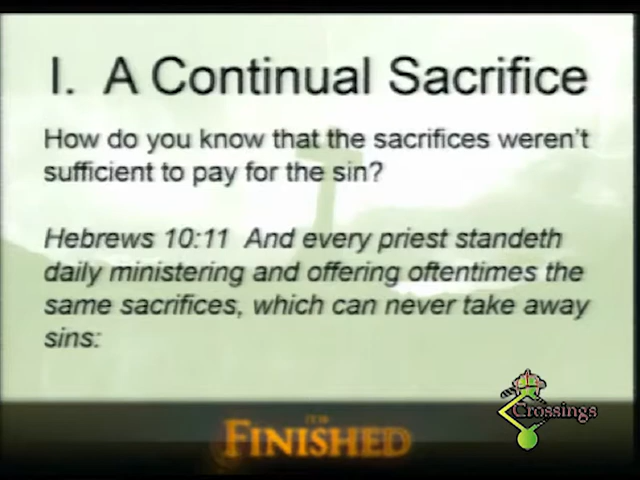 I. A Continual Sacrifice
How do you know that the sacrifices weren't
sufficient to pay for the sin?
Hebrews 10:11 And every priest standeth
daily ministering and offering oftentimes the
same sacrifices, which can never take away
sins:
Crossings
IT IS
FINISHED